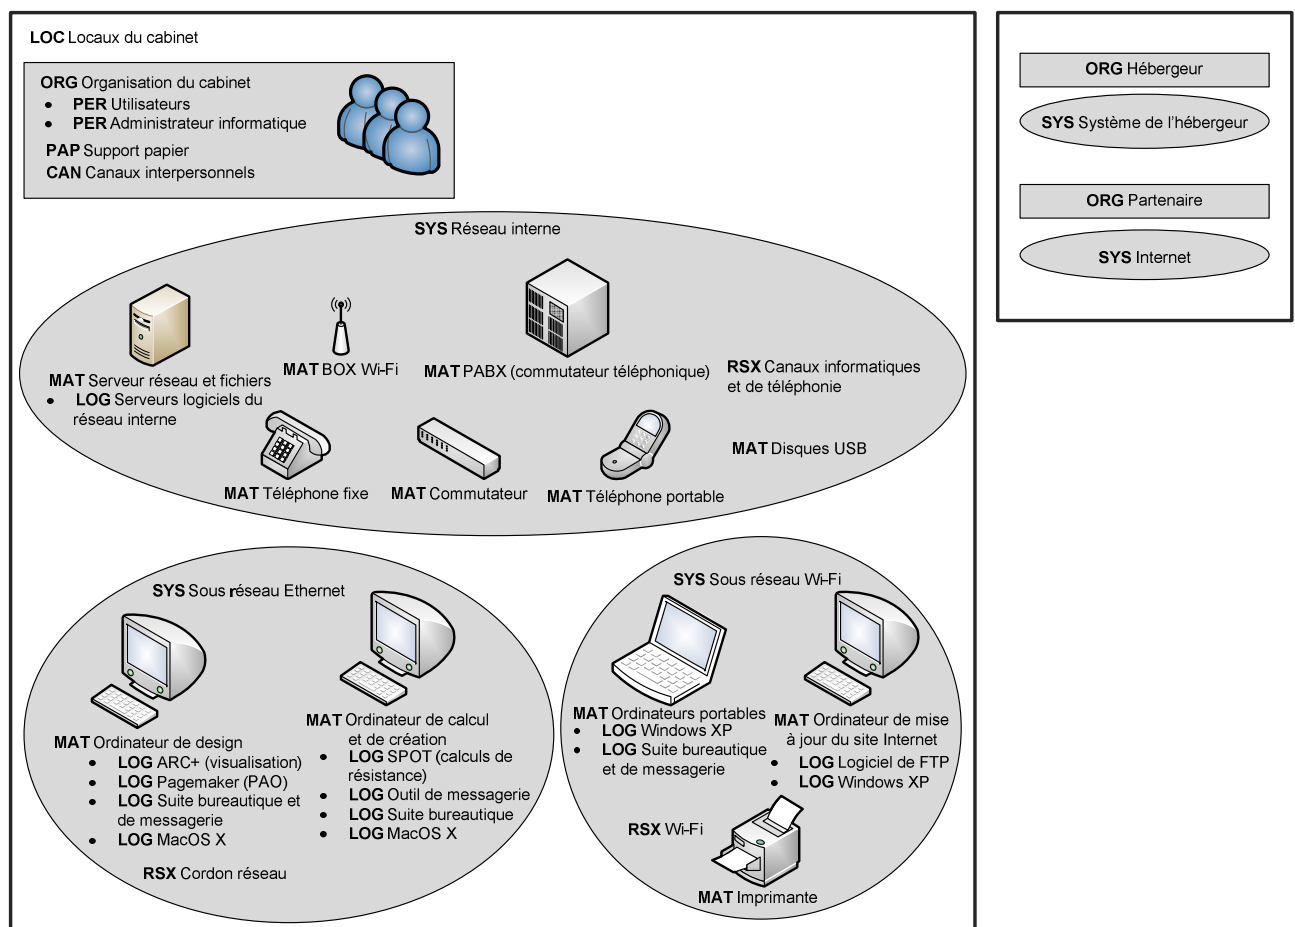 LOC Locaux du cabinet
ORG Organisation du cabinet
• PER Utilisateurs
• PER Administrateur informatique
PAP Support papier
CAN Canaux interpersonnels
SYS Réseau interne
MAT Serveur réseau et fichiers
• LOG Serveurs logiciels du
réseau interne
MAT BOX Wi-Fi
MAT PABX (commutateur téléphonique)
RSX Canaux informatiques
et de téléphonie
MAT Téléphone fixe
MAT Commutateur
MAT Téléphone portable
MAT Disques USB
SYS Sous réseau Ethernet
MAT Ordinateur de design
• LOG ARC+ (visualisation)
• LOG Pagemaker (PAO)
• LOG Suite bureautique et
de messagerie
• LOG MacOS X
MAT Ordinateur de calcul
et de création
• LOG SPOT (calculs de
résistance)
• LOG Outil de messagerie
• LOG Suite bureautique
• LOG MacOS X
RSX Cordon réseau
SYS Sous réseau Wi-Fi
MAT Ordinateurs portables
• LOG Windows XP
• LOG Suite bureautique
et de messagerie
MAT Ordinateur de mise
à jour du site Internet
• LOG Logiciel de FTP
• LOG Windows XP
RSX Wi-Fi
MAT Imprimante
ORG Hébergeur
SYS Système de l'hébergeur
ORG Partenaire
SYS Internet